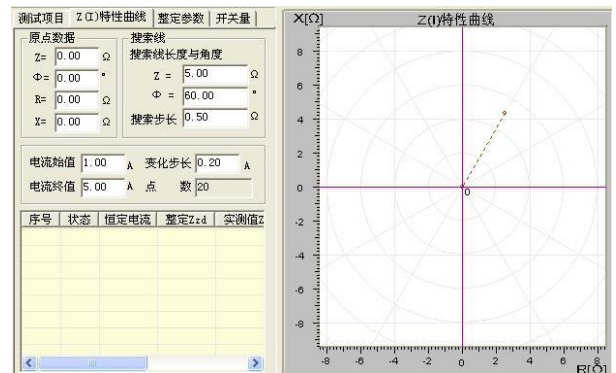 测试项目 Z(I)特性曲线 整定参数 开关量
原点数据
Z= 0.00 Ω
Φ= 0.00 °
R= 0.00 Ω
X= 0.00 Ω
搜索线
搜索线长度与角度
Z = 5.00 Ω
Φ = 60.00 °
搜索步长 0.50 Ω
电流始值 1.00 A 变化步长 0.20 A
电流终值 5.00 A 点 数 20
序号 状态 恒定电流 整定Zzd 实测值Z
X[Ω] Z(I)特性曲线
8
6
4
2
0
-2
-4
-6
-8
0
-8 -6 -4 -2 0 2 4 6 8
R[Ω]